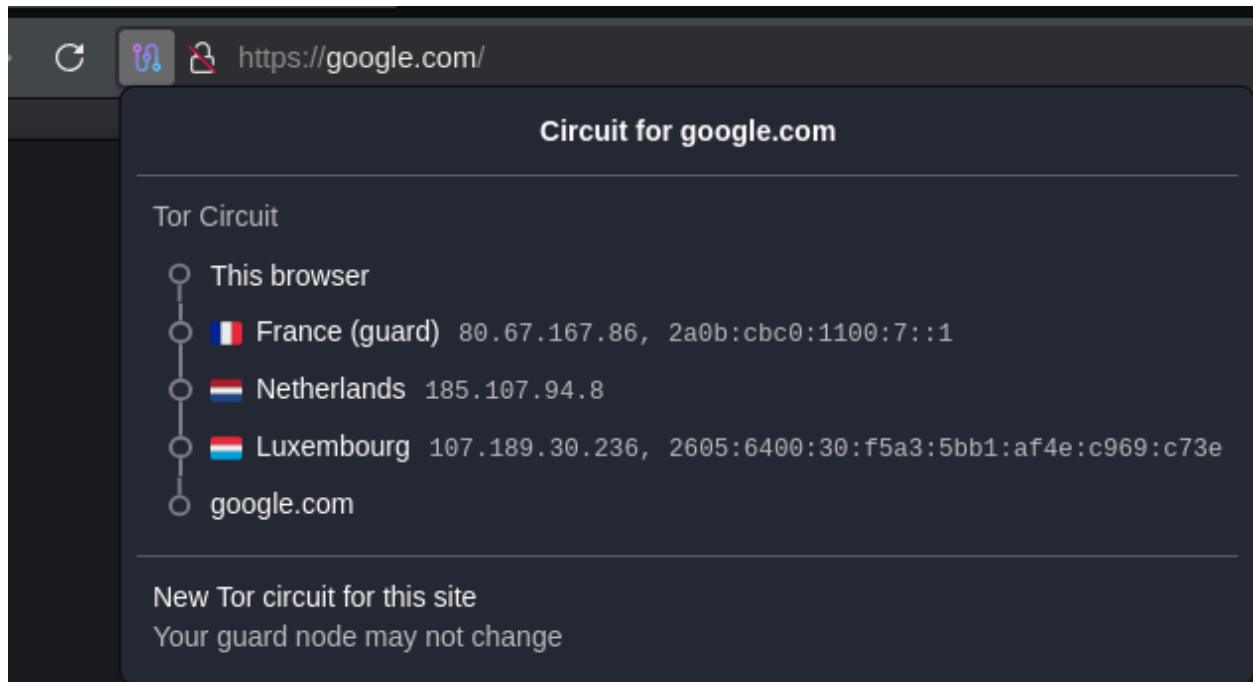 https://google.com/
Circuit for google.com
Tor Circuit
This browser
France (guard) 80.67.167.86, 2a0b:cbc0:1100:7::1
Netherlands 185.107.94.8
Luxembourg 107.189.30.236, 2605:6400:30:f5a3:5bb1:af4e:c969:c73e
google.com
New Tor circuit for this site
Your guard node may not change